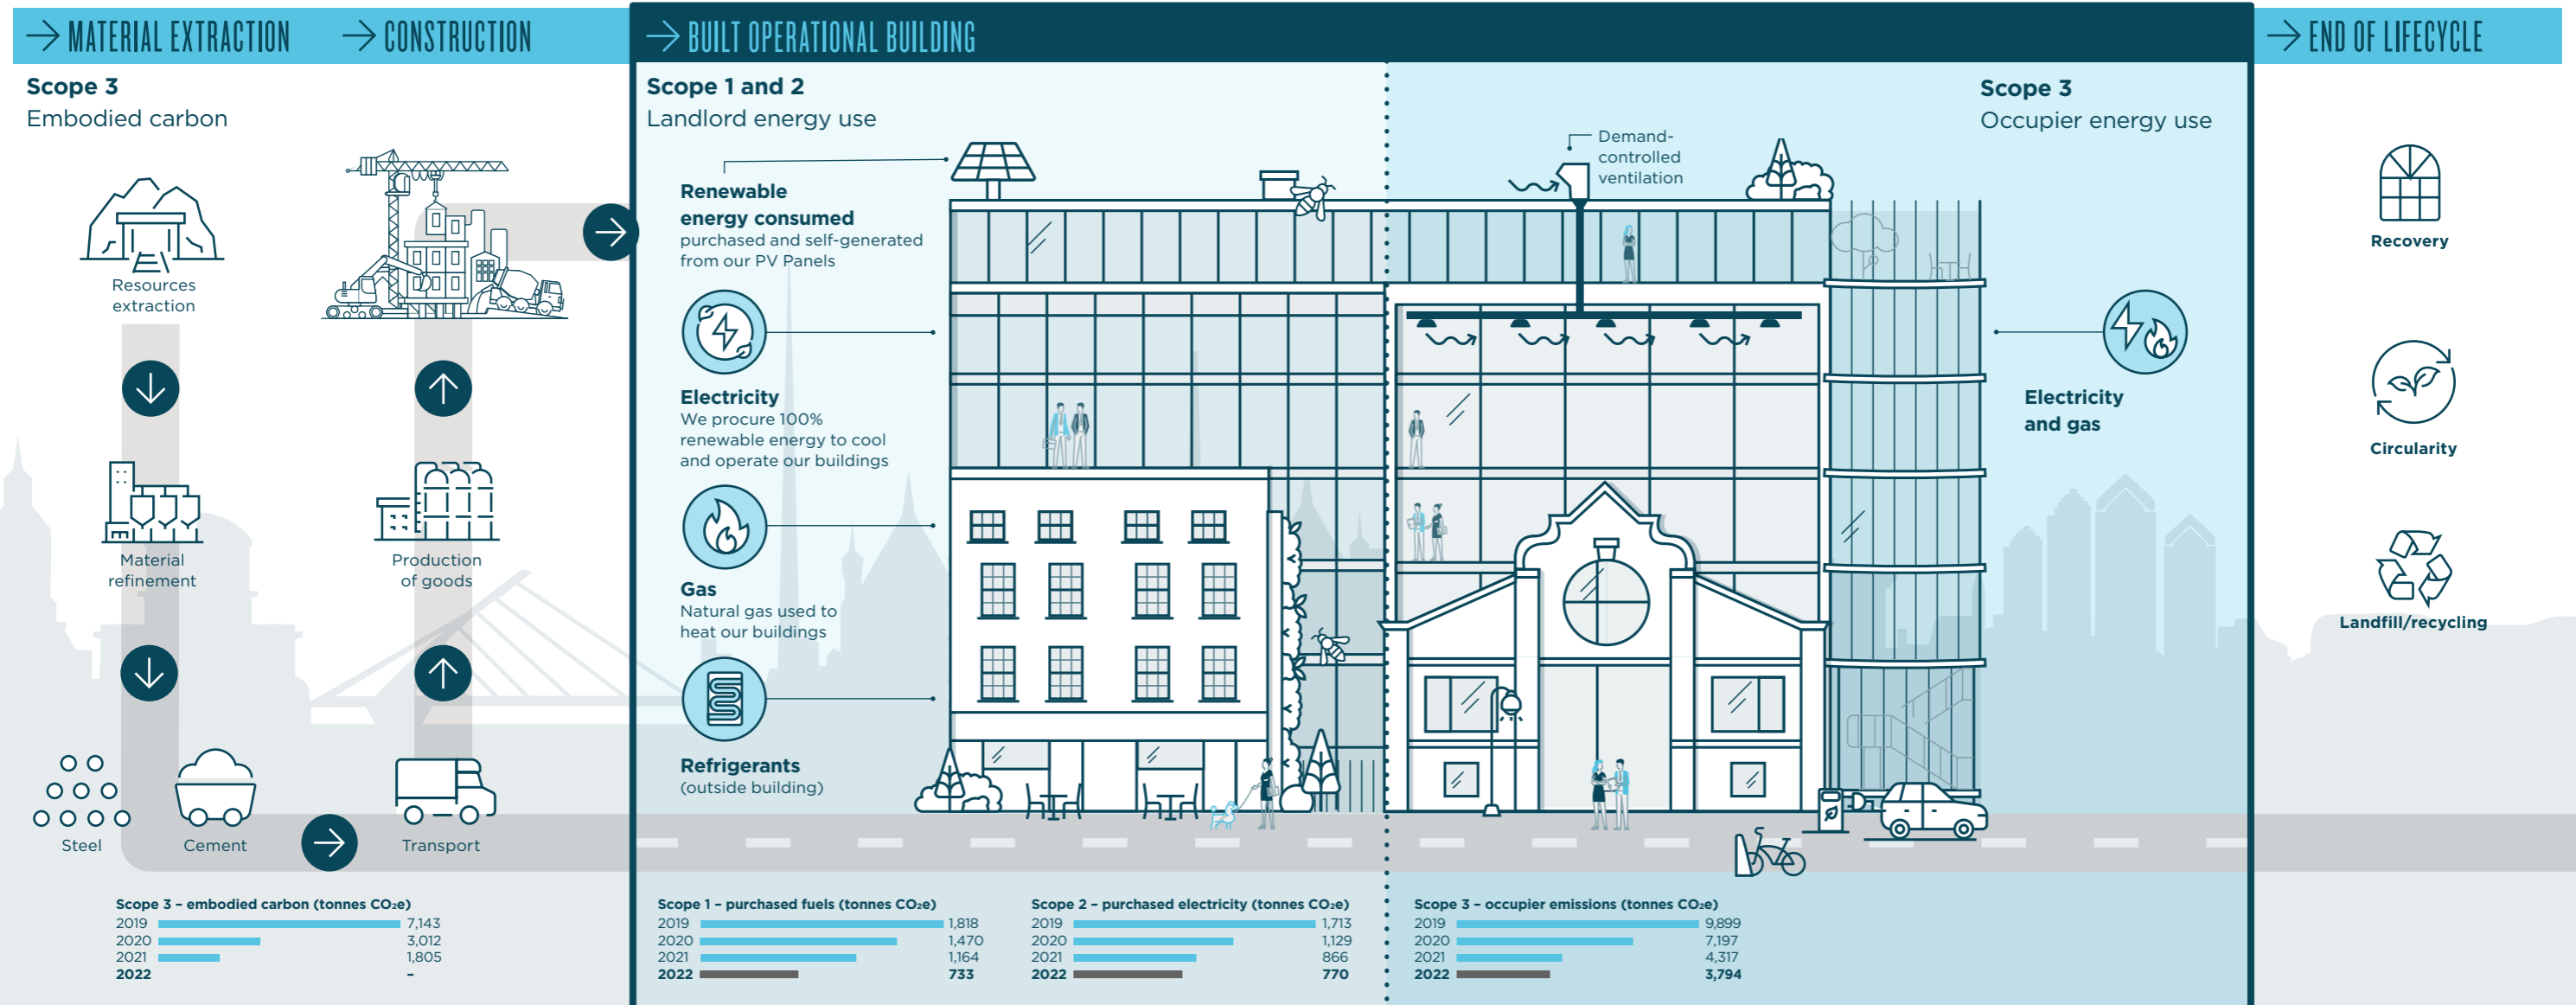 MATERIAL EXTRACTION
CONSTRUCTION
BUILT OPERATIONAL BUILDING
END OF LIFECYCLE
Scope 3
Embodied carbon
Resources
extraction
Material
refinement
Production
of goods
Steel
Cement
Transport
Scope 3 – embodied carbon (tonnes CO₂e)
2019 7,143
2020 3,012
2021 1,805
2022 –
Scope 1 and 2
Landlord energy use
Renewable
energy consumed
purchased and self-generated
from our PV Panels
Electricity
We procure 100%
renewable energy to cool
and operate our buildings
Gas
Natural gas used to
heat our buildings
Refrigerants
(outside building)
Scope 1 – purchased fuels (tonnes CO₂e)
2019 1,818
2020 1,470
2021 1,164
2022 733
Scope 2 – purchased electricity (tonnes CO₂e)
2019 1,713
2020 1,129
2021 866
2022 770
Demand-
controlled
ventilation
Scope 3
Occupier energy use
Electricity
and gas
Scope 3 – occupier emissions (tonnes CO₂e)
2019 9,899
2020 7,197
2021 4,317
2022 3,794
Recovery
Circularity
Landfill/recycling